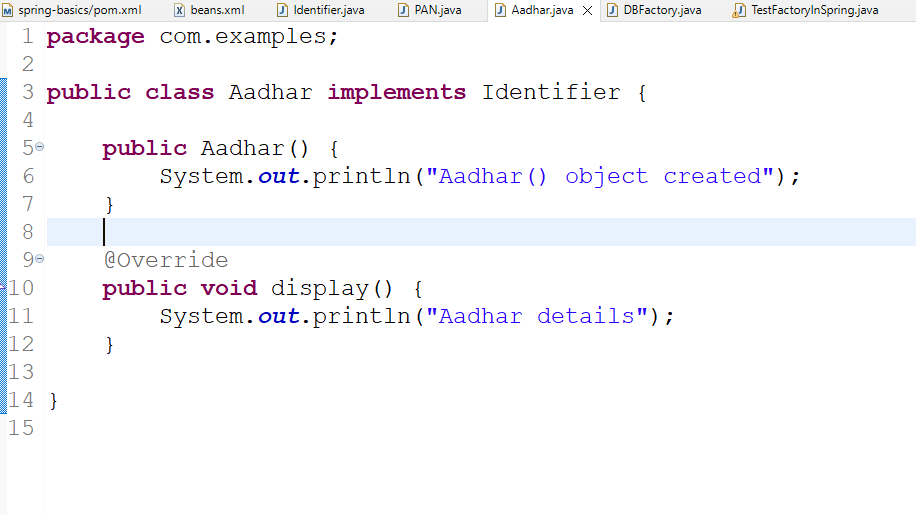 spring-basics/pom.xml beans.xml Identifier.java PAN.java Aadhar.java DBFactory.java TestFactoryInSpring.java
1 package com.examples;
2
3 public class Aadhar implements Identifier {
4
5 public Aadhar() {
6 System.out.println("Aadhar() object created");
7 }
8
9 @Override
10 public void display() {
11 System.out.println("Aadhar details");
12 }
13
14 }
15